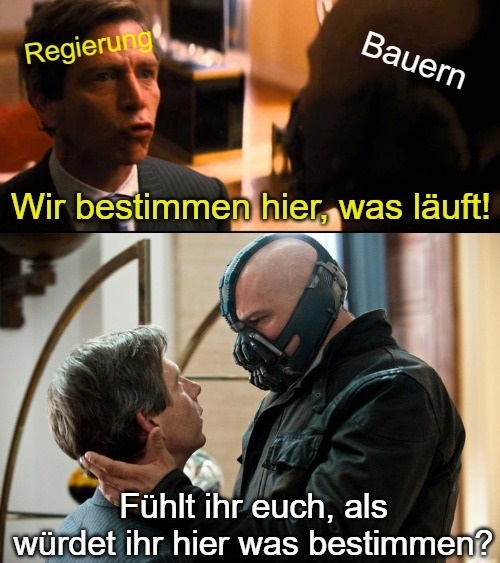 Regierung
Bauern
Wir bestimmen hier, was läuft!
Fühlt ihr euch, als
würdet ihr hier was bestimmen?